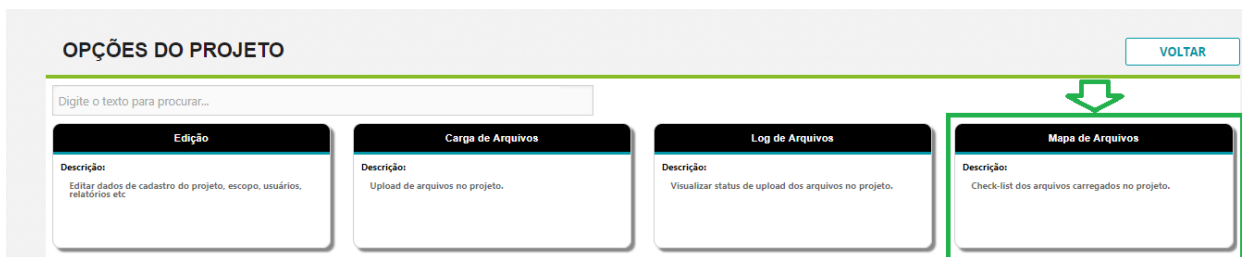 OPÇÕES DO PROJETO
VOLTAR
Digite o texto para procurar...
Edição
Descrição:
Editar dados de cadastro do projeto, escopo, usuários,
relatórios etc
Carga de Arquivos
Descrição:
Upload de arquivos no projeto.
Log de Arquivos
Descrição:
Visualizar status de upload dos arquivos no projeto.
Mapa de Arquivos
Descrição:
Check-list dos arquivos carregados no projeto.